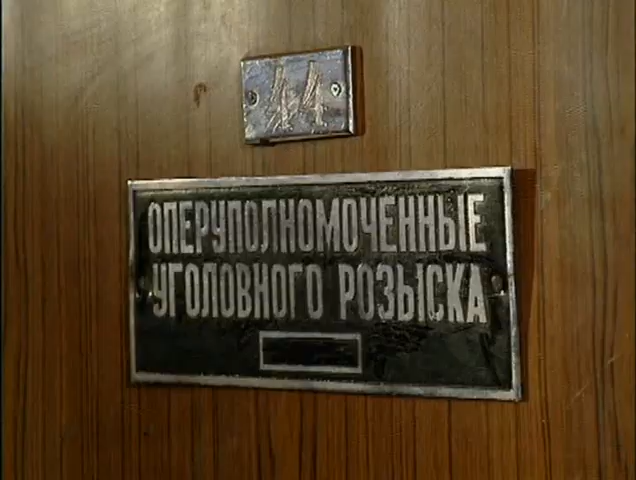 44
ОПЕРУПОЛНОМОЧЕННЫЕ
УГОЛОВНОГО РОЗЫСКА